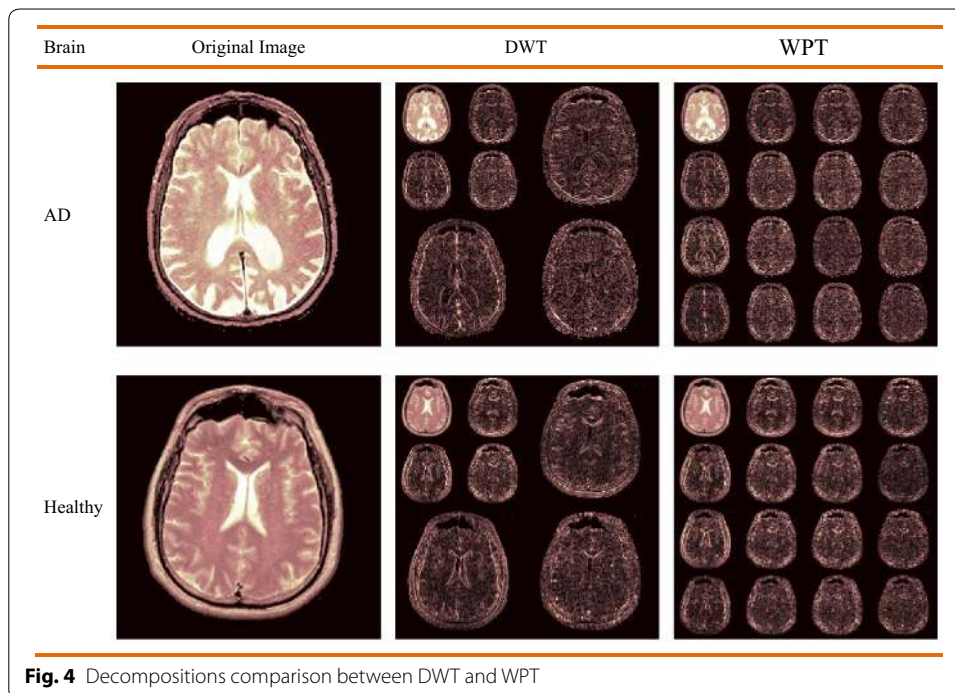 Brain Original Image DWT WPT
AD
Healthy
Fig. 4 Decompositions comparison between DWT and WPT